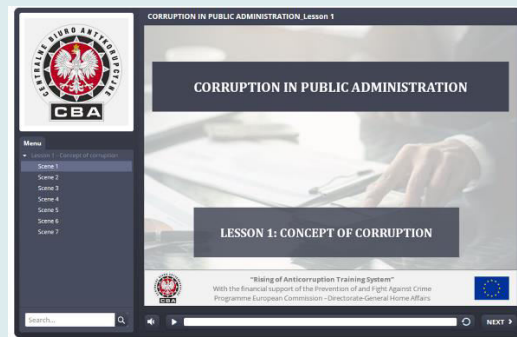 CORRUPTION IN PUBLIC ADMINISTRATION_Lesson 1
CENTRALNE BIURO ANTYKORUPCYJNE
CBA
Menu
Lesson 1 - Concept of corruption
Scene 1
Scene 2
Scene 3
Scene 4
Scene 5
Scene 6
Scene 7
Search...
CORRUPTION IN PUBLIC ADMINISTRATION
LESSON 1: CONCEPT OF CORRUPTION
CBA
"Rising of Anticorruption Training System"
With the financial support of the Prevention of and Fight Against Crime
Programme European Commission –Directorate-General Home Affairs
NEXT >